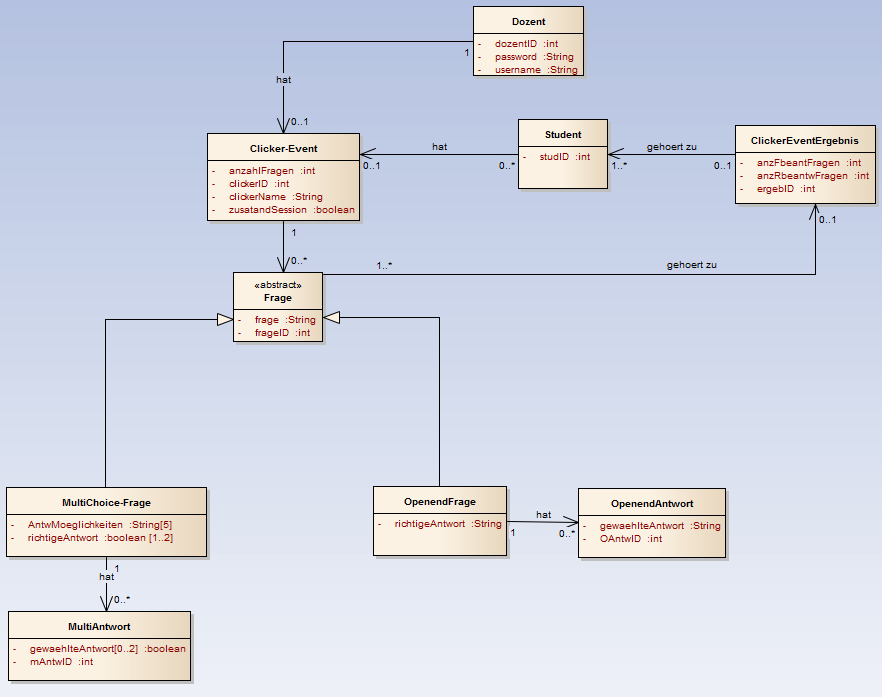 Dozent
- dozentID :int
- password :String
- username :String
1
hat
0..1
Clicker-Event
- anzahlFragen :int
- clickerID :int
- clickerName :String
- zusatandSession :boolean
0..1
hat
0..*
Student
- studID :int
1..*
gehoert zu
0..1
ClickerEventErgebnis
- anzFbeantFragen :int
- anzRbeantwFragen :int
- ergebID :int
0..1
1
0..*
1..*
gehoert zu
«abstract»
Frage
- frage :String
- frageID :int
MultiChoice-Frage
- AntwMoeglichkeiten :String[5]
- richtigeAntwort :boolean [1..2]
OpenendFrage
- richtigeAntwort :String
hat
1
0..*
OpenendAntwort
- gewaehlteAntwort :String
- OAntwID :int
1
hat
0..*
MultiAntwort
- gewaehlteAntwort[0..2] :boolean
- mAntwID :int